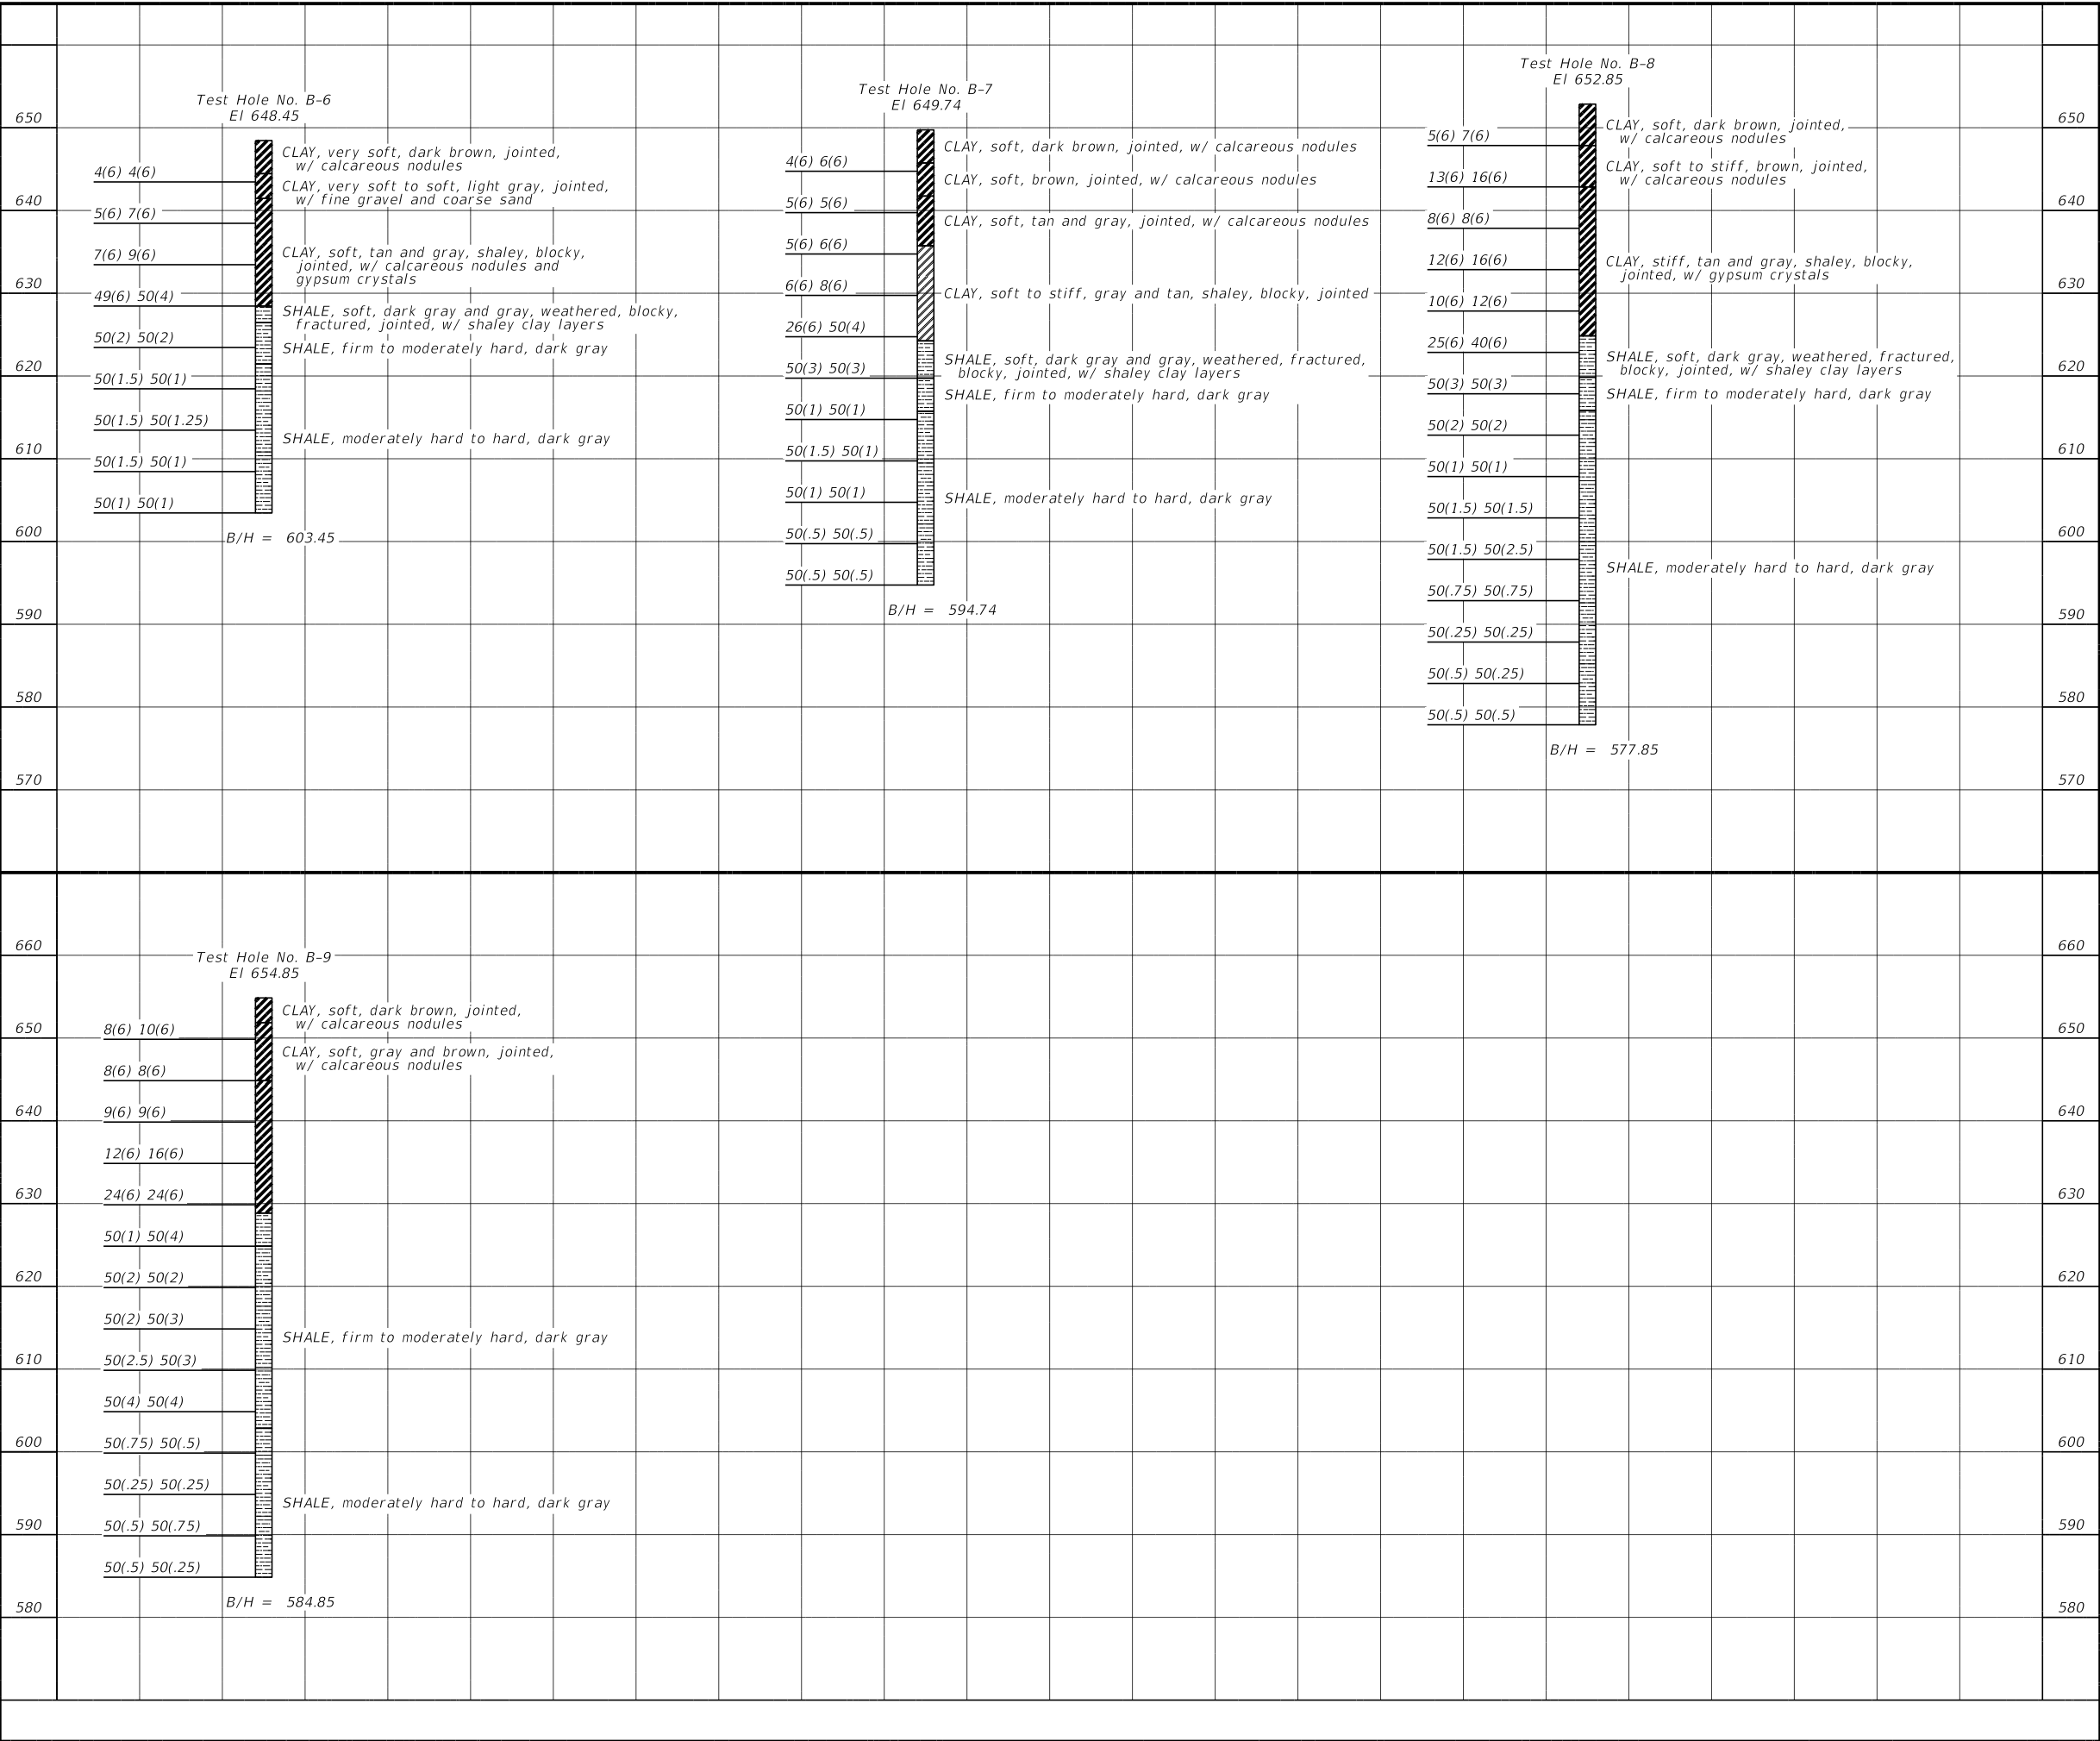 Test Hole No. B-6
El 648.45
CLAY, very soft, dark brown, jointed,
w/ calcareous nodules
CLAY, very soft to soft, light gray, jointed,
w/ fine gravel and coarse sand
CLAY, soft, tan and gray, shaley, blocky,
jointed, w/ calcareous nodules and
gypsum crystals
SHALE, soft, dark gray and gray, weathered, blocky,
fractured, jointed, w/ shaley clay layers
SHALE, firm to moderately hard, dark gray
SHALE, moderately hard to hard, dark gray
4(6) 4(6)
5(6) 7(6)
7(6) 9(6)
49(6) 50(4)
50(2) 50(2)
50(1.5) 50(1)
50(1.5) 50(1.25)
50(1.5) 50(1)
50(1) 50(1)
B/H = 603.45
Test Hole No. B-7
El 649.74
CLAY, soft, dark brown, jointed, w/ calcareous nodules
CLAY, soft, brown, jointed, w/ calcareous nodules
CLAY, soft, tan and gray, jointed, w/ calcareous nodules
CLAY, soft to stiff, gray and tan, shaley, blocky, jointed
SHALE, soft, dark gray and gray, weathered, fractured,
blocky, jointed, w/ shaley clay layers
SHALE, firm to moderately hard, dark gray
SHALE, moderately hard to hard, dark gray
4(6) 6(6)
5(6) 5(6)
5(6) 6(6)
6(6) 8(6)
26(6) 50(4)
50(3) 50(3)
50(1) 50(1)
50(1.5) 50(1)
50(1) 50(1)
50(.5) 50(.5)
50(.5) 50(.5)
B/H = 594.74
Test Hole No. B-8
El 652.85
CLAY, soft, dark brown, jointed,
w/ calcareous nodules
CLAY, soft to stiff, brown, jointed,
w/ calcareous nodules
CLAY, stiff, tan and gray, shaley, blocky,
jointed, w/ gypsum crystals
SHALE, soft, dark gray, weathered, fractured,
blocky, jointed, w/ shaley clay layers
SHALE, firm to moderately hard, dark gray
SHALE, moderately hard to hard, dark gray
5(6) 7(6)
13(6) 16(6)
8(6) 8(6)
12(6) 16(6)
10(6) 12(6)
25(6) 40(6)
50(3) 50(3)
50(2) 50(2)
50(1) 50(1)
50(1.5) 50(1.5)
50(1.5) 50(2.5)
50(.75) 50(.75)
50(.25) 50(.25)
50(.5) 50(.25)
50(.5) 50(.5)
B/H = 577.85
650
640
630
620
610
600
590
580
570
650
640
630
620
610
600
590
580
570
Test Hole No. B-9
El 654.85
CLAY, soft, dark brown, jointed,
w/ calcareous nodules
CLAY, soft, gray and brown, jointed,
w/ calcareous nodules
SHALE, firm to moderately hard, dark gray
SHALE, moderately hard to hard, dark gray
8(6) 10(6)
8(6) 8(6)
9(6) 9(6)
12(6) 16(6)
24(6) 24(6)
50(1) 50(4)
50(2) 50(2)
50(2) 50(3)
50(2.5) 50(3)
50(4) 50(4)
50(.75) 50(.5)
50(.25) 50(.25)
50(.5) 50(.75)
50(.5) 50(.25)
B/H = 584.85
660
650
640
630
620
610
600
590
580
660
650
640
630
620
610
600
590
580